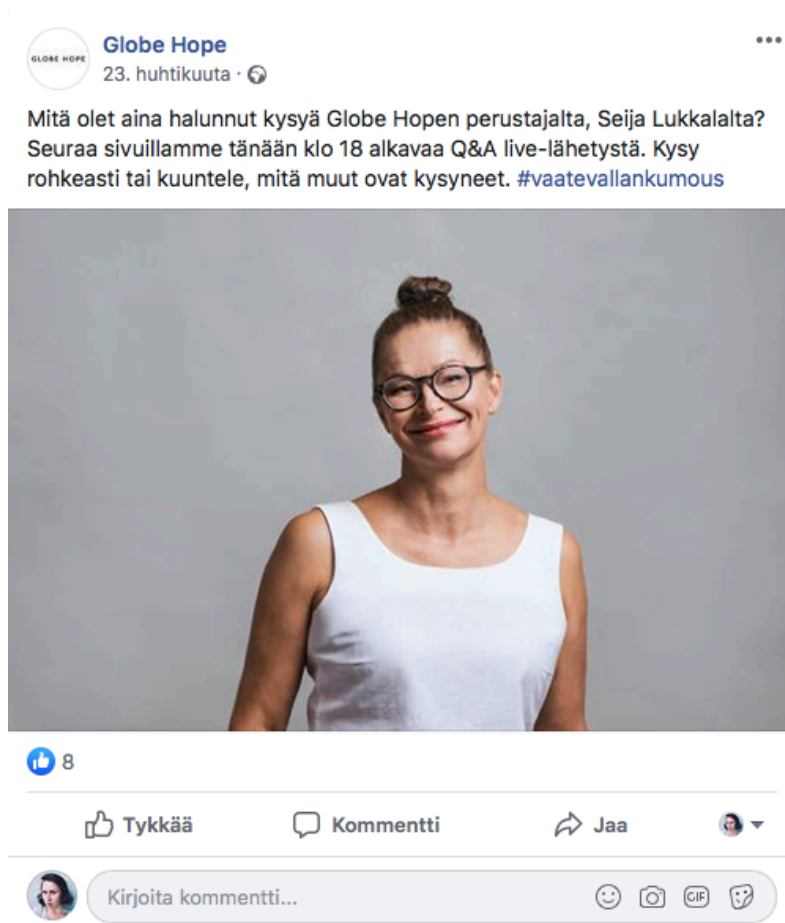 GLOBE HOPE
Globe Hope
23. huhtikuuta ·
Mitä olet aina halunnut kysyä Globe Hopen perustajalta, Seija Lukkalalta?
Seuraa sivuillamme tänään klo 18 alkavaa Q&A live-lähetystä. Kysy
rohkeasti tai kuuntele, mitä muut ovat kysyneet. #vaatevallankumous
8
Tykkää Kommentti Jaa
Kirjoita kommentti... GIF